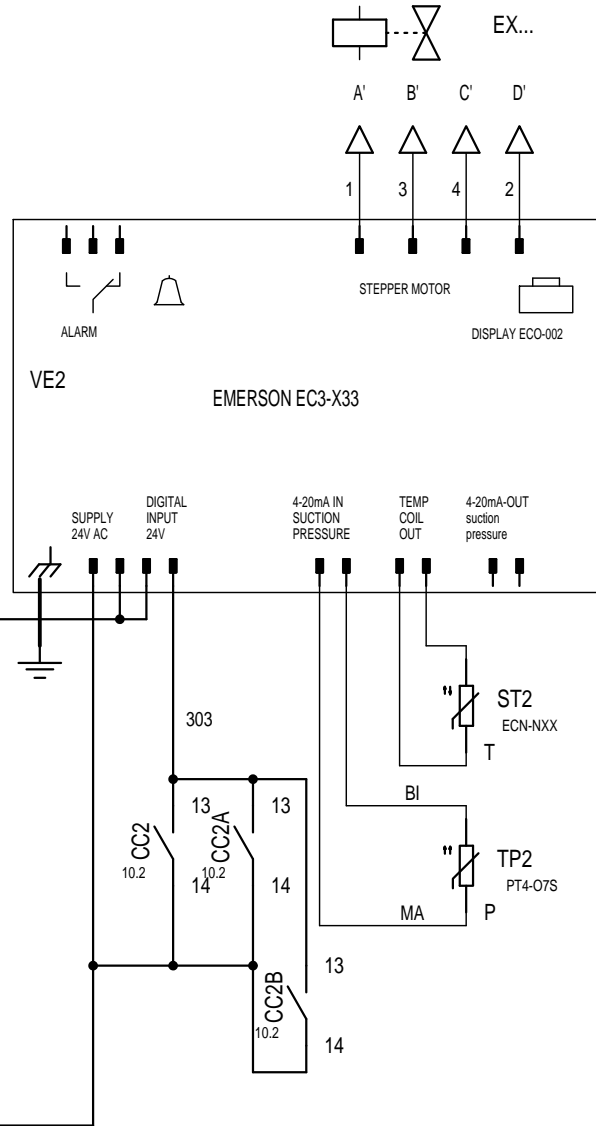 EX...
A' B' C' D'
1 3 4 2
STEPPER MOTOR
ALARM
DISPLAY ECO-002
VE2
EMERSON EC3-X33
SUPPLY
24V AC
DIGITAL
INPUT
24V
4-20mA IN
SUCTION
PRESSURE
TEMP
COIL
OUT
4-20mA-OUT
suction
pressure
303
ST2
ECN-NXX
T
BI
13 13
CC2
10.2
CC2A
10.2
14 14
TP2
PT4-O7S
P
MA
13
CC2B
10.2
14